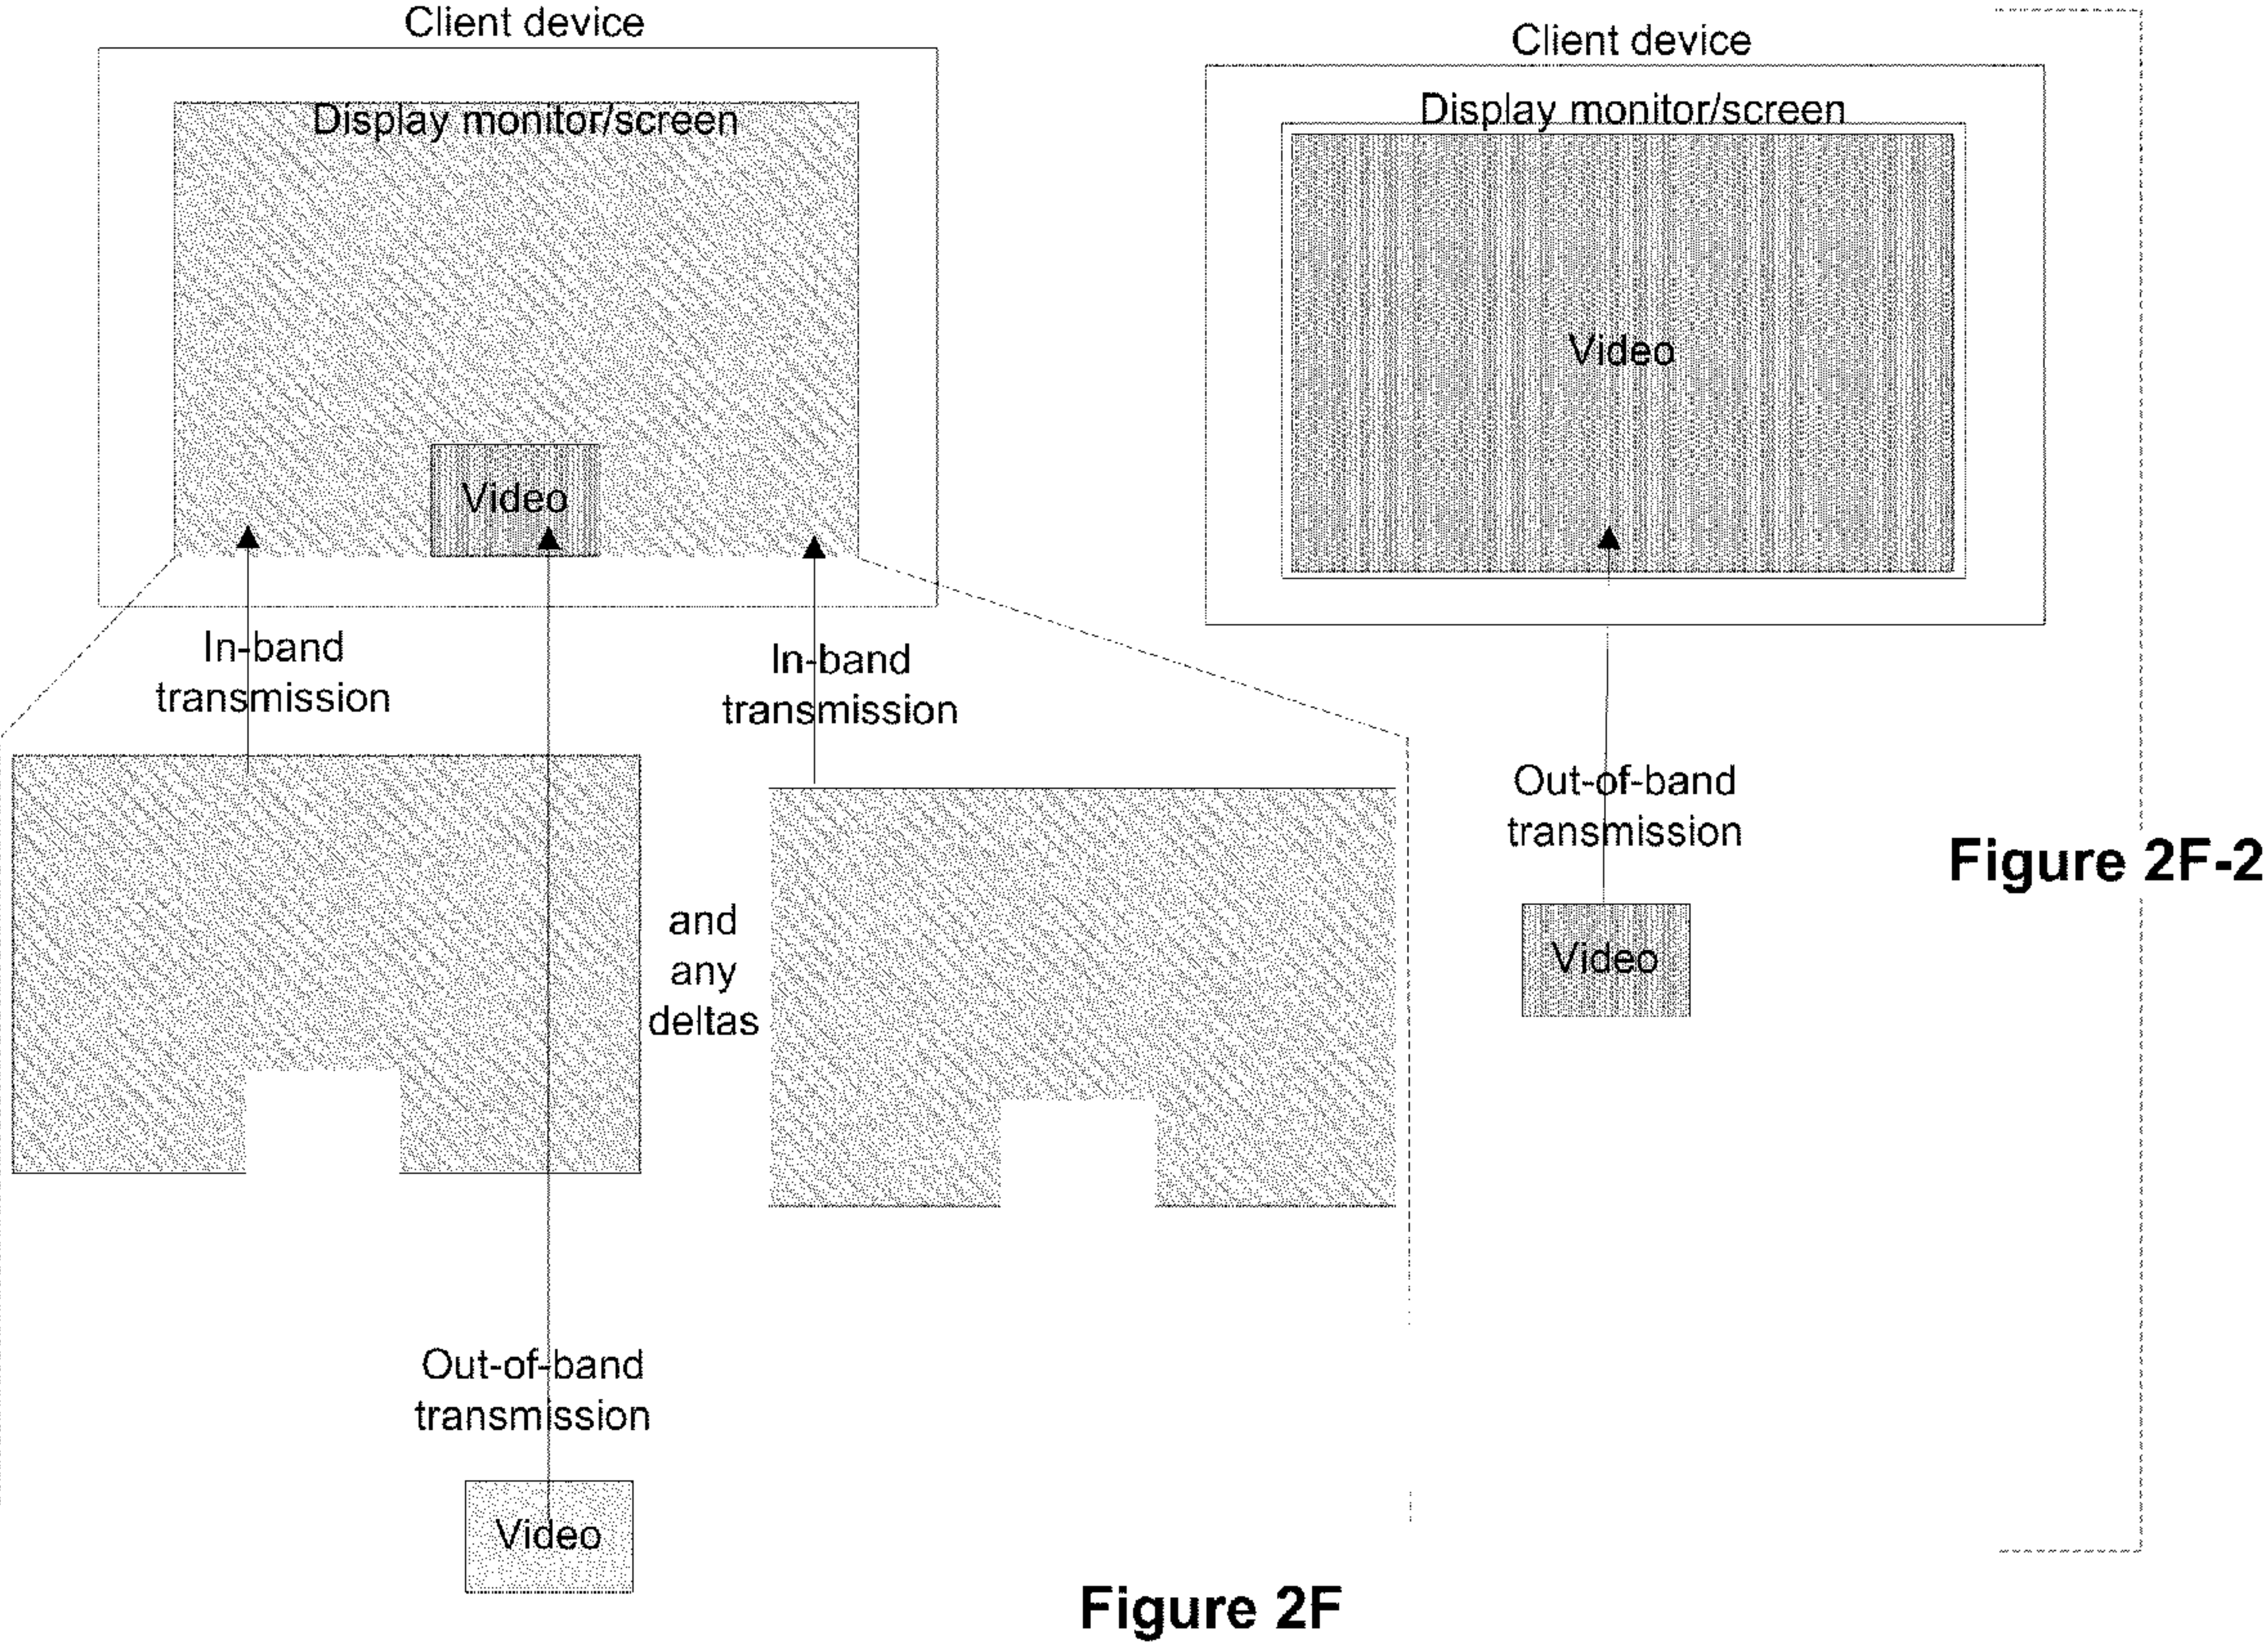 Client device
Display monitor/screen
Video
In-band
transmission
In-band
transmission
and
any
deltas
Out-of-band
transmission
Video
Client device
Display monitor/screen
Video
Out-of-band
transmission
Video
Figure 2F-2
Figure 2F